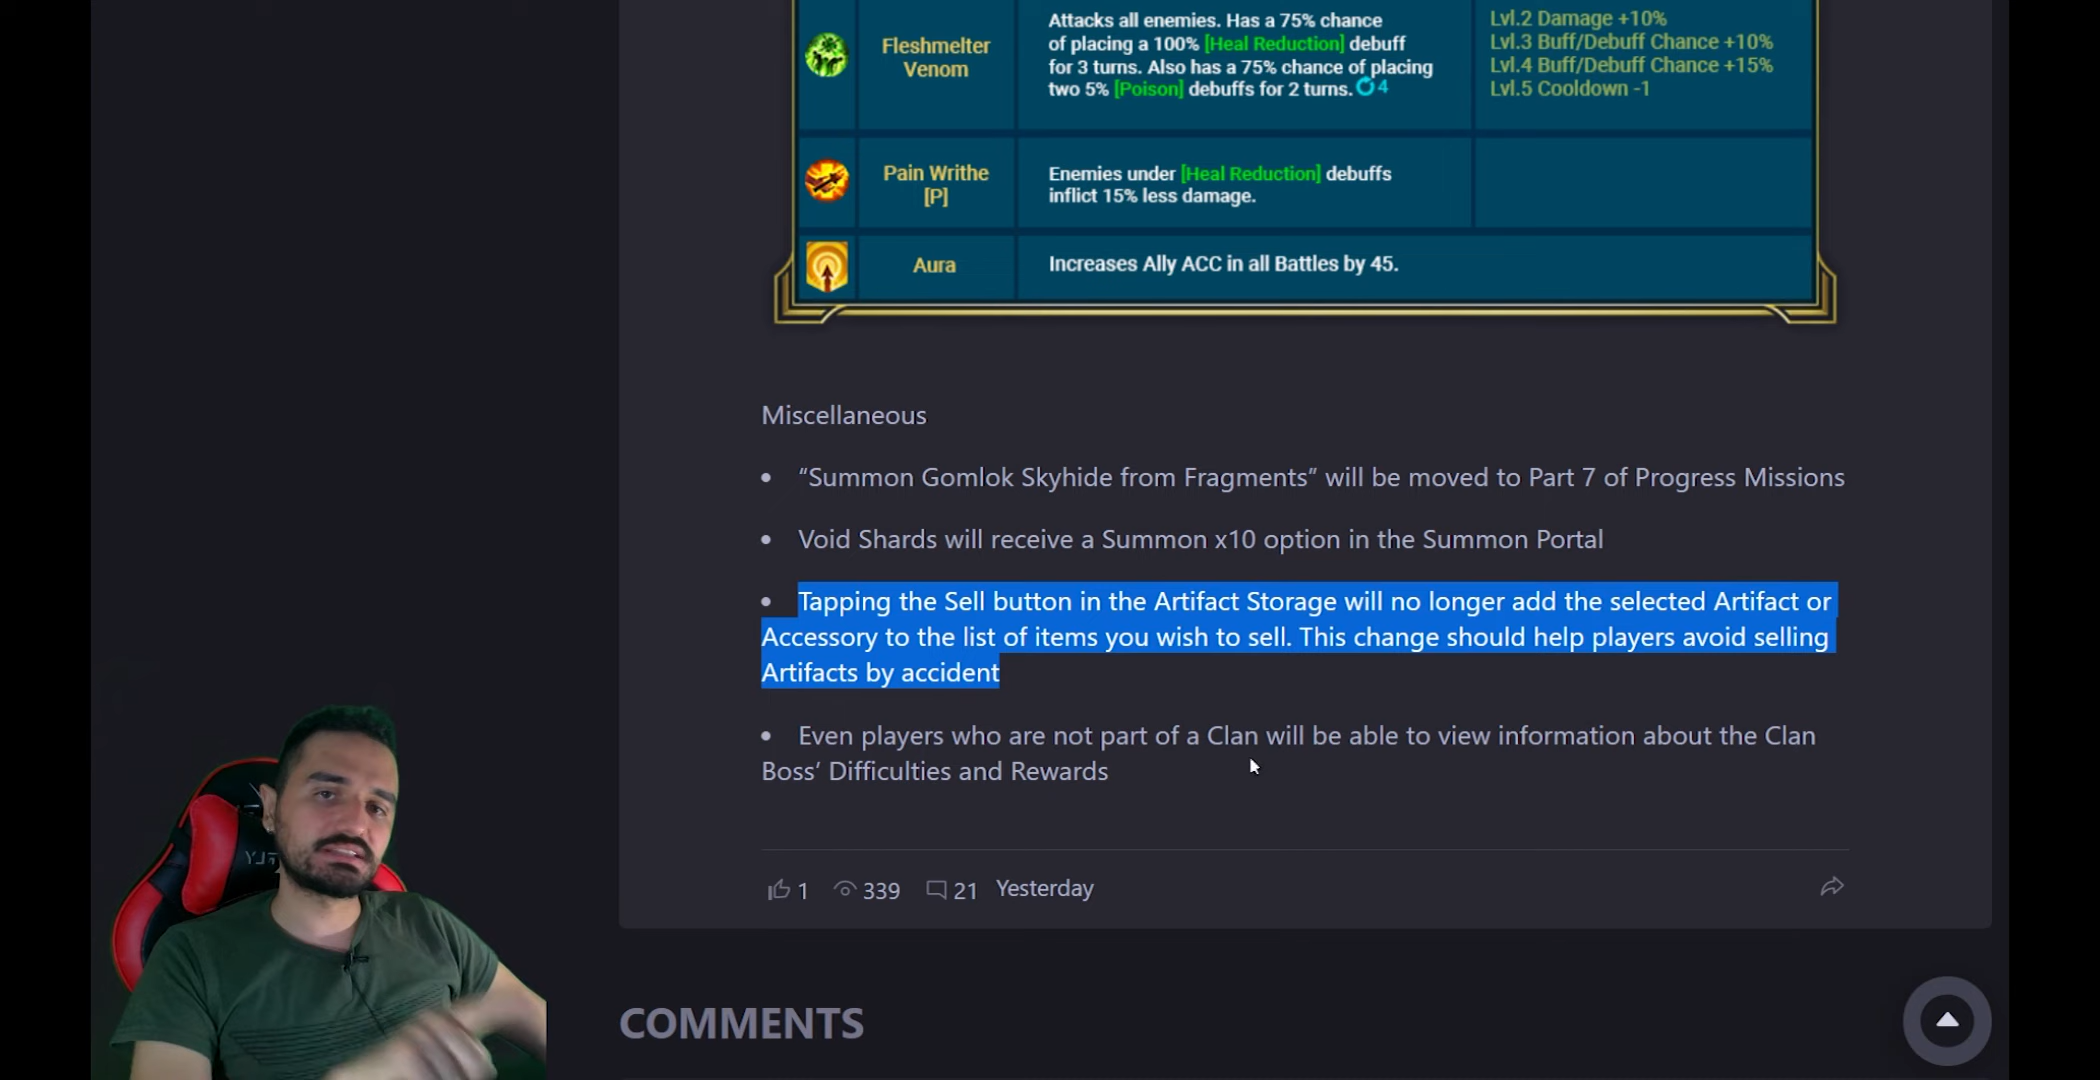 Fleshmelter
Venom
Attacks all enemies. Has a 75% chance
of placing a 100% [Heal Reduction] debuff
for 3 turns. Also has a 75% chance of placing
two 5% [Poison] debuffs for 2 turns. 4
Lvl.2 Damage +10%
Lvl.3 Buff/Debuff Chance +10%
Lvl.4 Buff/Debuff Chance +15%
Lvl.5 Cooldown -1
Pain Writhe
[P]
Enemies under [Heal Reduction] debuffs
inflict 15% less damage.
Aura
Increases Ally ACC in all Battles by 45.
Miscellaneous
• “Summon Gomlok Skyhide from Fragments” will be moved to Part 7 of Progress Missions
• Void Shards will receive a Summon x10 option in the Summon Portal
• Tapping the Sell button in the Artifact Storage will no longer add the selected Artifact or
Accessory to the list of items you wish to sell. This change should help players avoid selling
Artifacts by accident
• Even players who are not part of a Clan will be able to view information about the Clan
Boss’ Difficulties and Rewards
1 339 21 Yesterday
COMMENTS